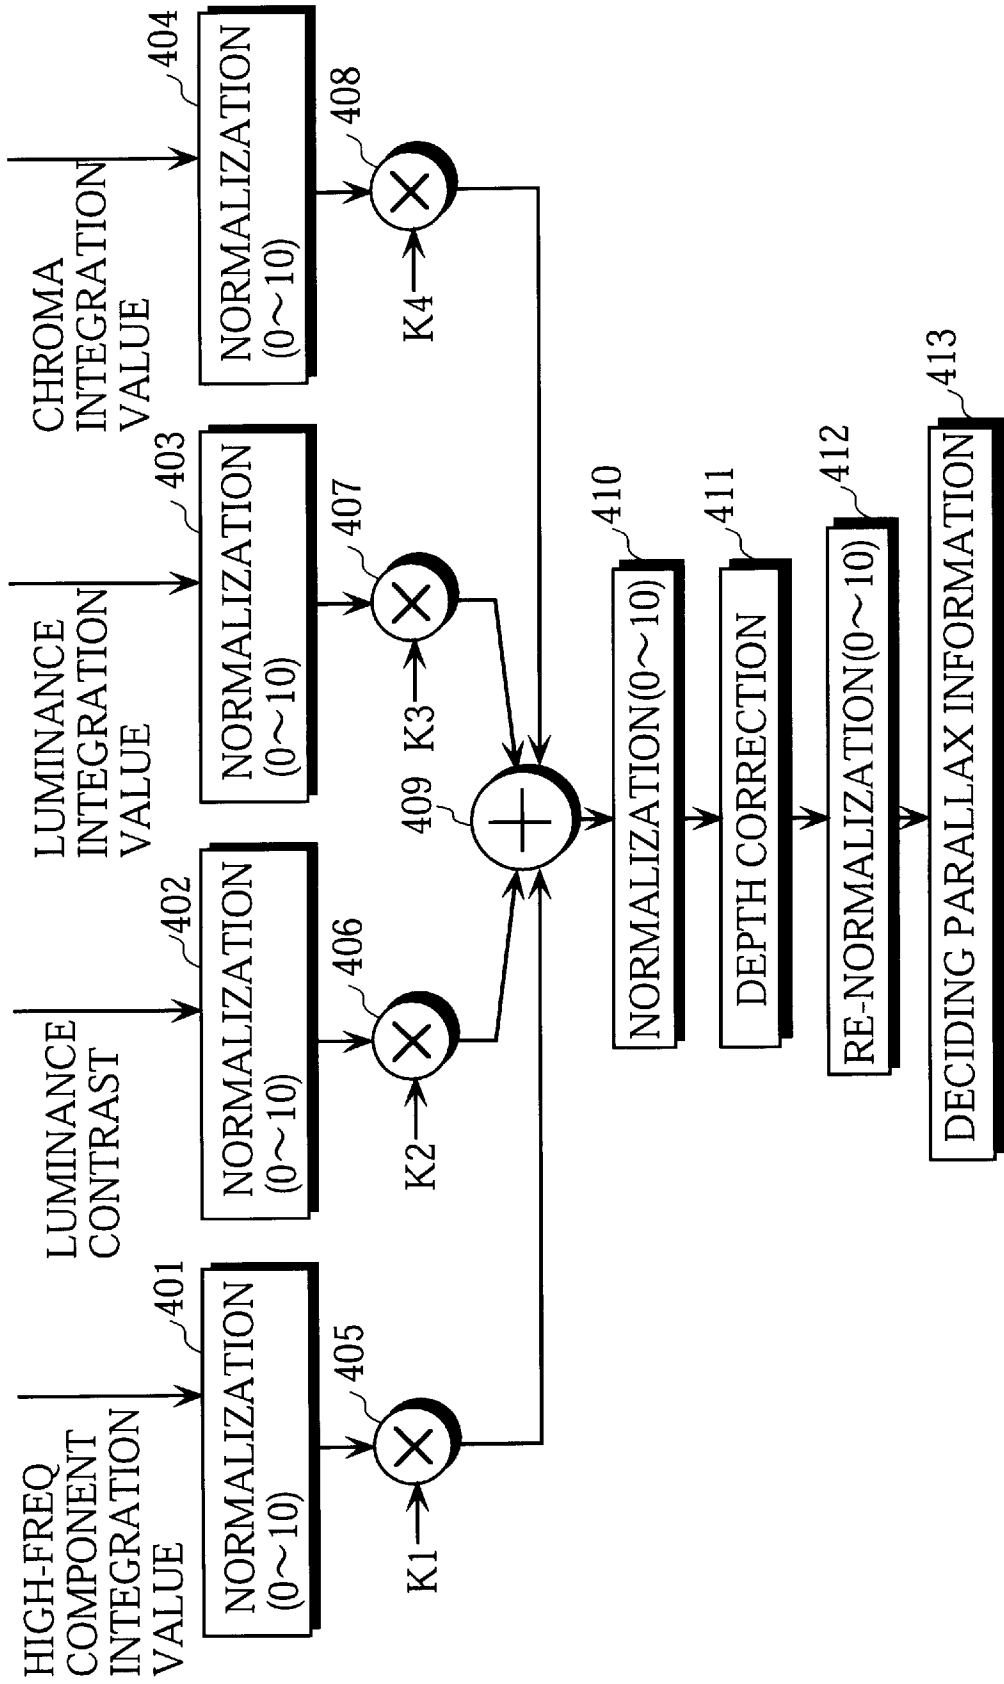 HIGH-FREQ
COMPONENT
INTEGRATION
VALUE
LUMINANCE
CONTRAST
LUMINANCE
INTEGRATION
VALUE
CHROMA
INTEGRATION
VALUE
401
402
403
404
NORMALIZATION
(0～10)
NORMALIZATION
(0～10)
NORMALIZATION
(0～10)
NORMALIZATION
(0～10)
405
406
407
408
K1
K2
K3
K4
409
410
NORMALIZATION(0～10)
411
DEPTH CORRECTION
412
RE-NORMALIZATION(0～10)
413
DECIDING PARALLAX INFORMATION